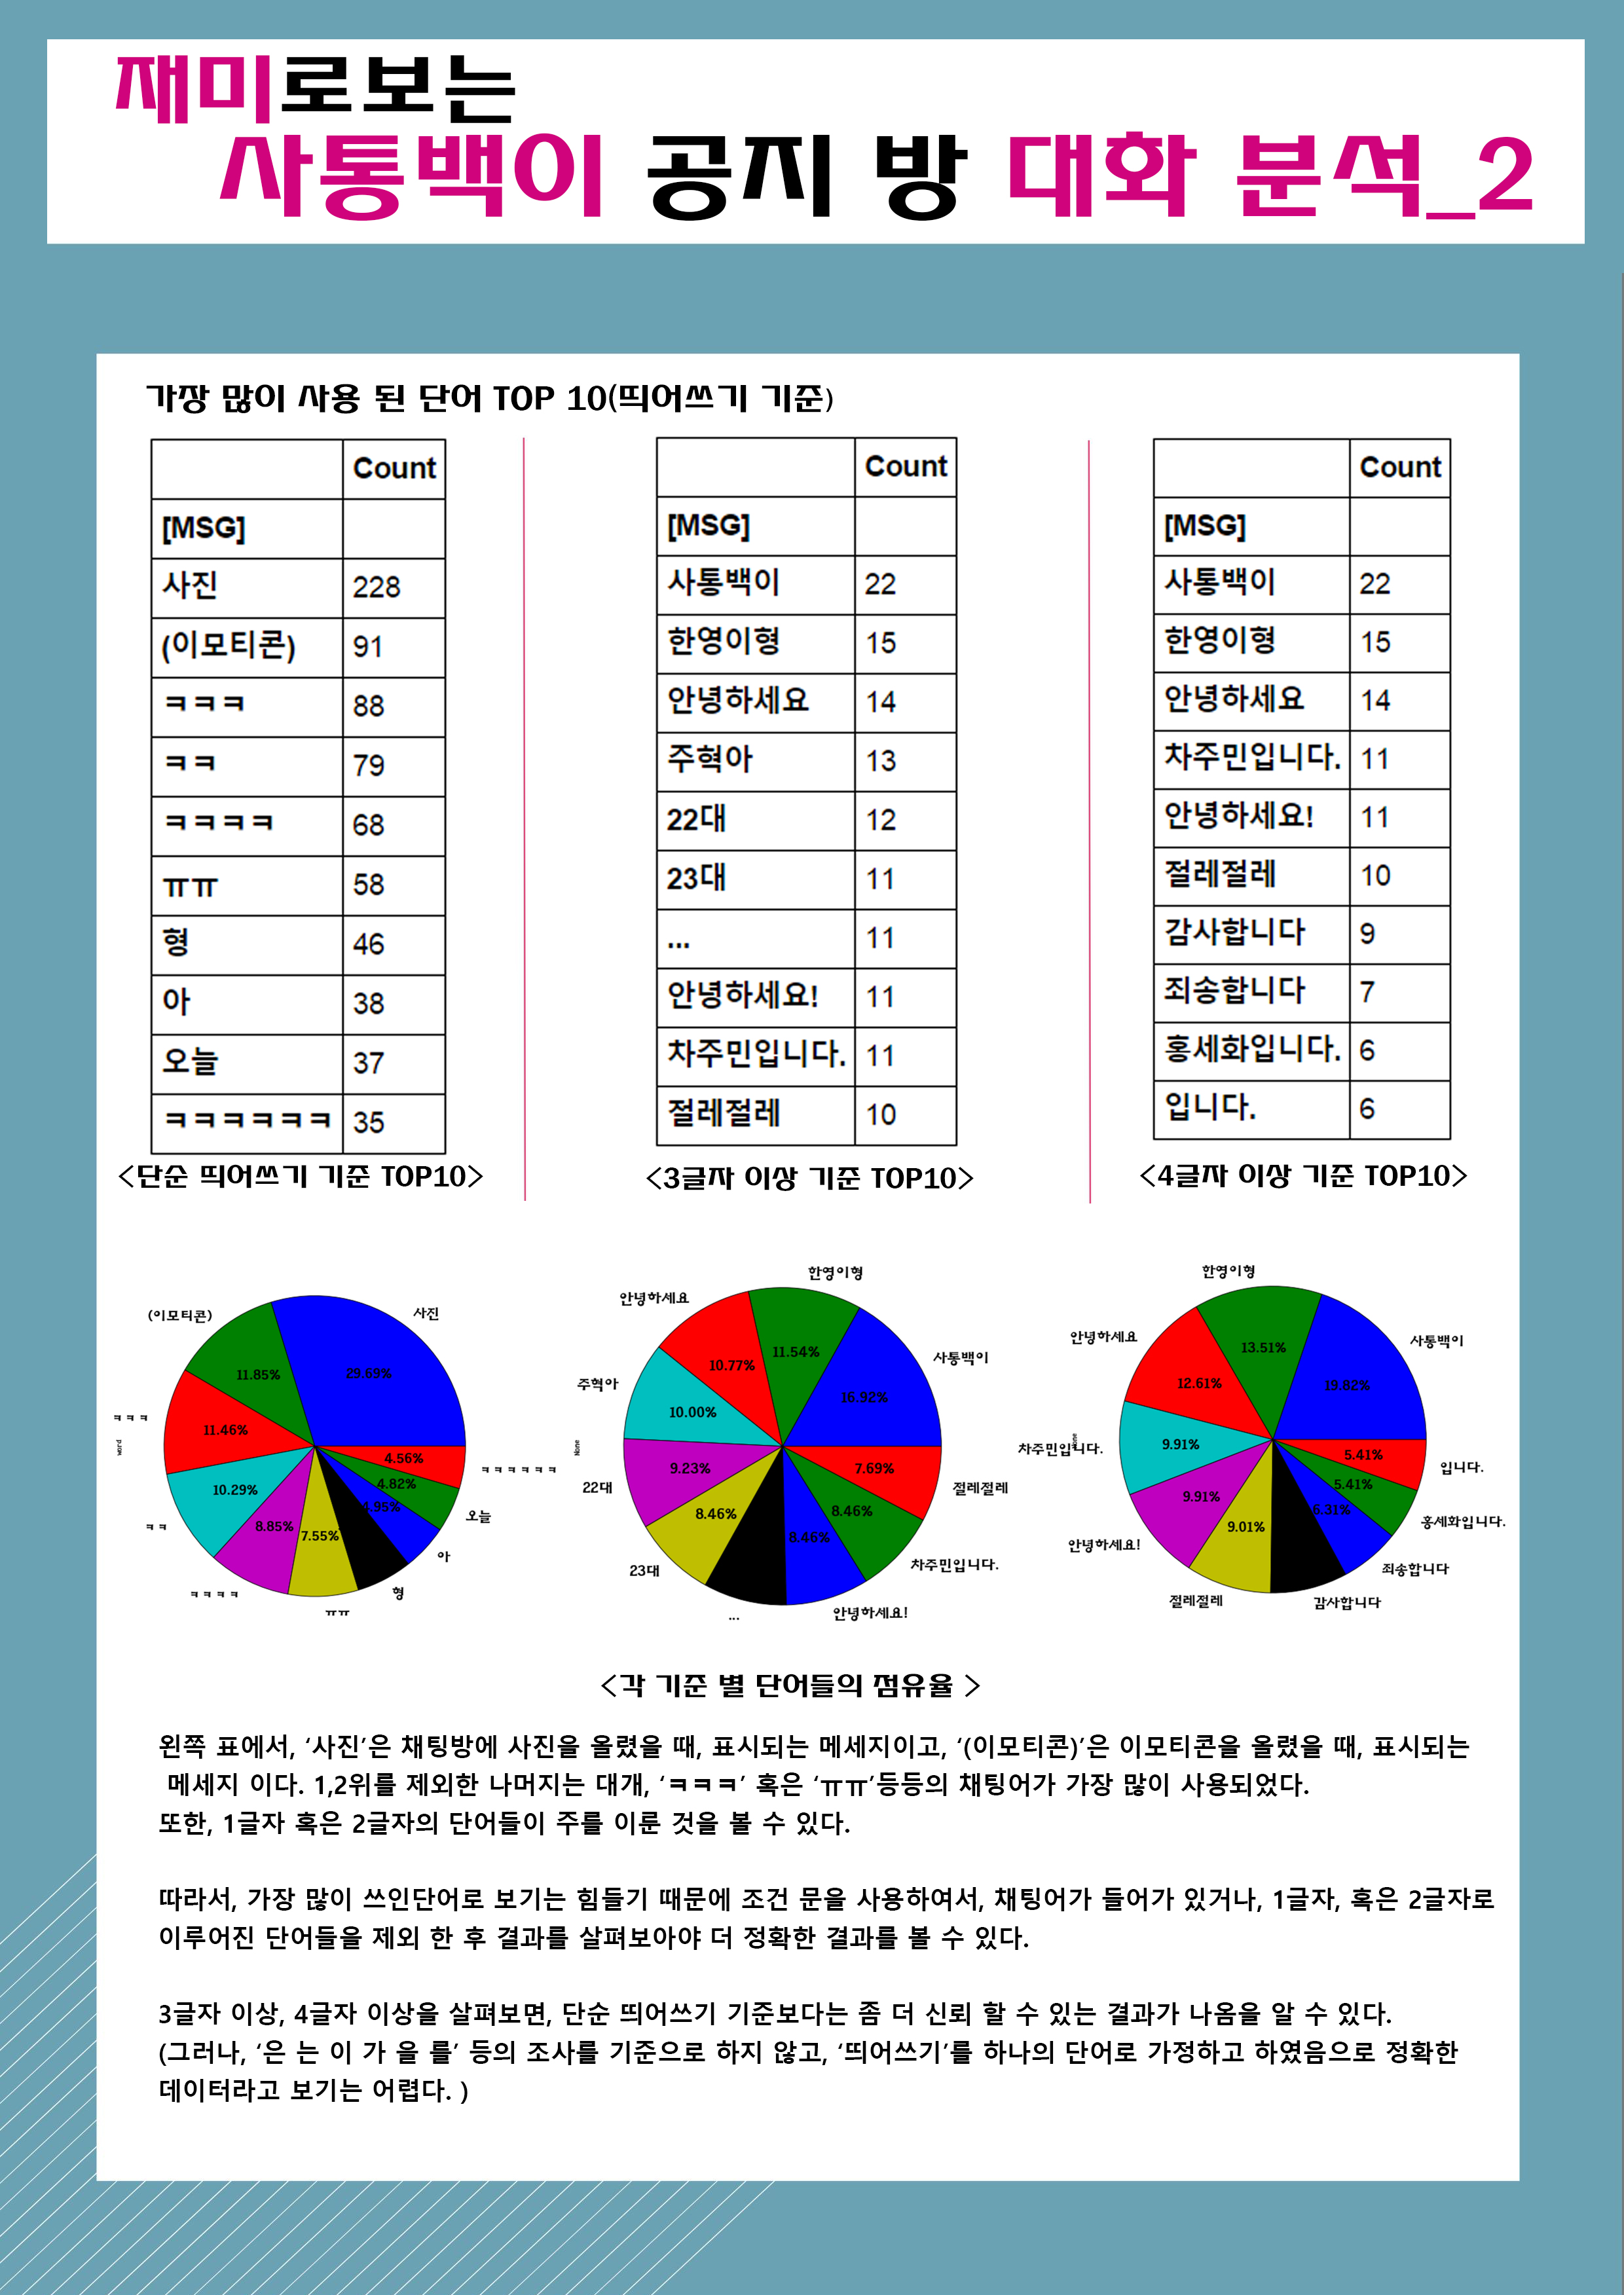 재미로보는
사통백이 공지 방 대화 분석_2
가장 많이 사용 된 단어 TOP 10(띄어쓰기 기준)
Count
[MSG]
사진 228
(이모티콘) 91
ㅋㅋㅋ 88
ㅋㅋ 79
ㅋㅋㅋㅋ 68
ㅠㅠ 58
형 46
아 38
오늘 37
ㅋㅋㅋㅋㅋㅋ 35
<단순 띄어쓰기 기준 TOP10>
Count
[MSG]
사통백이 22
한영이형 15
안녕하세요 14
주혁아 13
22대 12
23대 11
... 11
안녕하세요! 11
차주민입니다. 11
절레절레 10
<3글자 이상 기준 TOP10>
Count
[MSG]
사통백이 22
한영이형 15
안녕하세요 14
차주민입니다. 11
안녕하세요! 11
절레절레 10
감사합니다 9
죄송합니다 7
홍세화입니다. 6
입니다. 6
<4글자 이상 기준 TOP10>
사진
29.69%
(이모티콘)
11.85%
ㅋㅋㅋ
11.46%
word
ㅋㅋ
10.29%
ㅋㅋㅋㅋ
8.85%
ㅠㅠ
7.55%
형
아
4.95%
오늘
4.82%
ㅋㅋㅋㅋㅋㅋ
4.56%
사통백이
16.92%
한영이형
11.54%
안녕하세요
10.77%
주혁아
10.00%
None
22대
9.23%
23대
8.46%
...
안녕하세요!
8.46%
차주민입니다.
8.46%
절레절레
7.69%
사통백이
19.82%
한영이형
13.51%
안녕하세요
12.61%
차주민입니다.
9.91%
None
안녕하세요!
9.91%
절레절레
9.01%
감사합니다
죄송합니다
6.31%
홍세화입니다.
5.41%
입니다.
5.41%
<각 기준 별 단어들의 점유율 >
왼쪽 표에서, ‘사진’은 채팅방에 사진을 올렸을 때, 표시되는 메세지이고, ‘(이모티콘)’은 이모티콘을 올렸을 때, 표시되는
메세지 이다. 1,2위를 제외한 나머지는 대개, ‘ㅋㅋㅋ’ 혹은 ‘ㅠㅠ’등등의 채팅어가 가장 많이 사용되었다.
또한, 1글자 혹은 2글자의 단어들이 주를 이룬 것을 볼 수 있다.
따라서, 가장 많이 쓰인단어로 보기는 힘들기 때문에 조건 문을 사용하여서, 채팅어가 들어가 있거나, 1글자, 혹은 2글자로
이루어진 단어들을 제외 한 후 결과를 살펴보아야 더 정확한 결과를 볼 수 있다.
3글자 이상, 4글자 이상을 살펴보면, 단순 띄어쓰기 기준보다는 좀 더 신뢰 할 수 있는 결과가 나옴을 알 수 있다.
(그러나, ‘은 는 이 가 을 를’ 등의 조사를 기준으로 하지 않고, ‘띄어쓰기’를 하나의 단어로 가정하고 하였음으로 정확한
데이터라고 보기는 어렵다. )